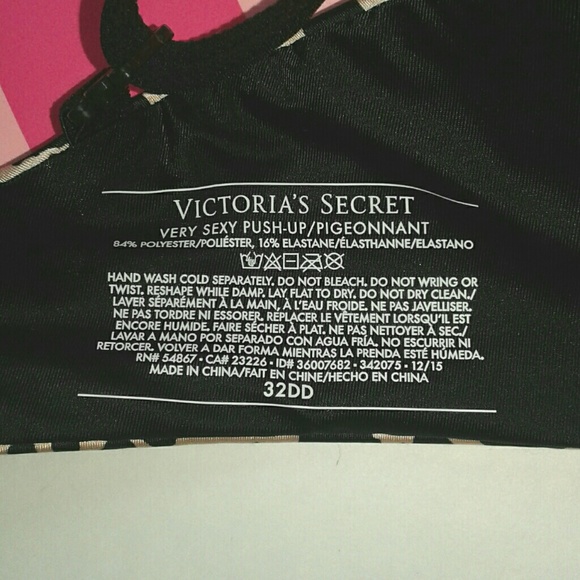 VICTORIA'S SECRET
VERY SEXY PUSH-UP/PIGEONNANT
84% POLYESTER/POLIÉSTER, 16% ELASTANE/ÉLASTHANNE/ELASTANO
HAND WASH COLD SEPARATELY. DO NOT BLEACH. DO NOT WRING OR
TWIST. RESHAPE WHILE DAMP. LAY FLAT TO DRY. DO NOT DRY CLEAN./
LAVER SÉPARÉMENT À LA MAIN, À L'EAU FROIDE. NE PAS JAVELLISER.
NE PAS TORDRE NI ESSORER. REPLACER LE VÊTEMENT LORSQU'IL EST
ENCORE HUMIDE. FAIRE SÉCHER À PLAT. NE PAS NETTOYER À SEC./
LAVAR A MANO POR SEPARADO CON AGUA FRÍA. NO ESCURRIR NI
RETORCER. VOLVER A DAR FORMA MIENTRAS LA PRENDA ESTÉ HÚMEDA.
RN# 54867 • CA# 23226 • ID# 36007682 • 342075 • 12/15
MADE IN CHINA/FAIT EN CHINE/HECHO EN CHINA
32DD